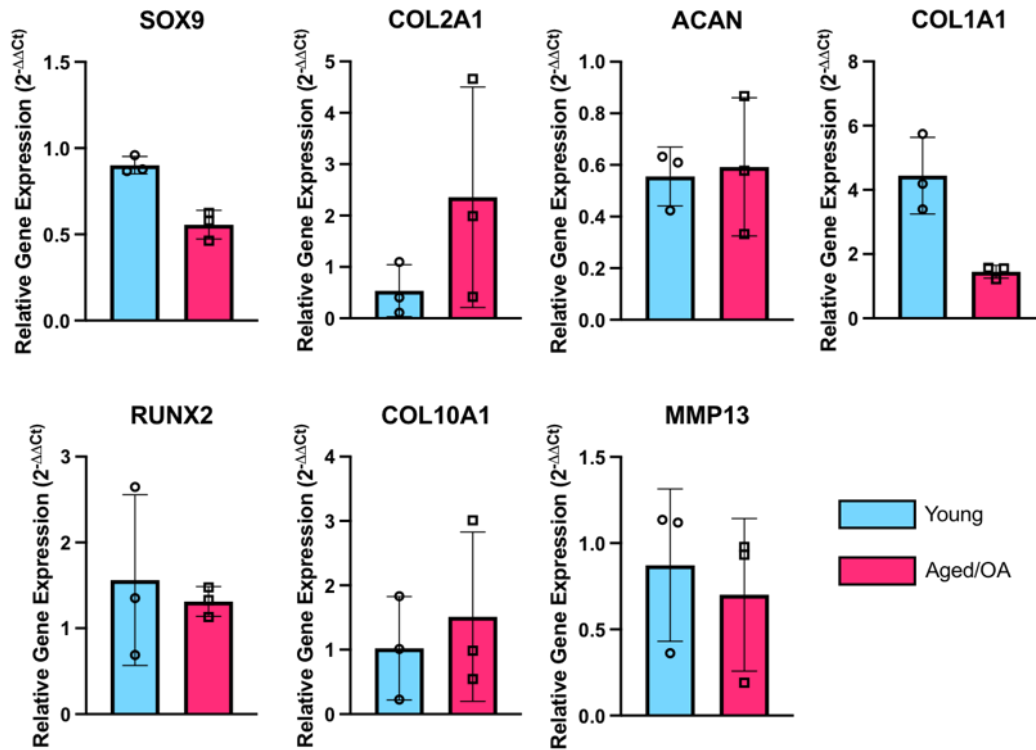 SOX9
Relative Gene Expression (2-ΔΔCt)
1.5
1.0
0.5
0.0
COL2A1
Relative Gene Expression (2-ΔΔCt)
5
4
3
2
1
0
ACAN
Relative Gene Expression (2-ΔΔCt)
1.0
0.8
0.6
0.4
0.2
0.0
COL1A1
Relative Gene Expression (2-ΔΔCt)
8
6
4
2
0
RUNX2
Relative Gene Expression (2-ΔΔCt)
3
2
1
0
COL10A1
Relative Gene Expression (2-ΔΔCt)
4
3
2
1
0
MMP13
Relative Gene Expression (2-ΔΔCt)
1.5
1.0
0.5
0.0
Young
Aged/OA